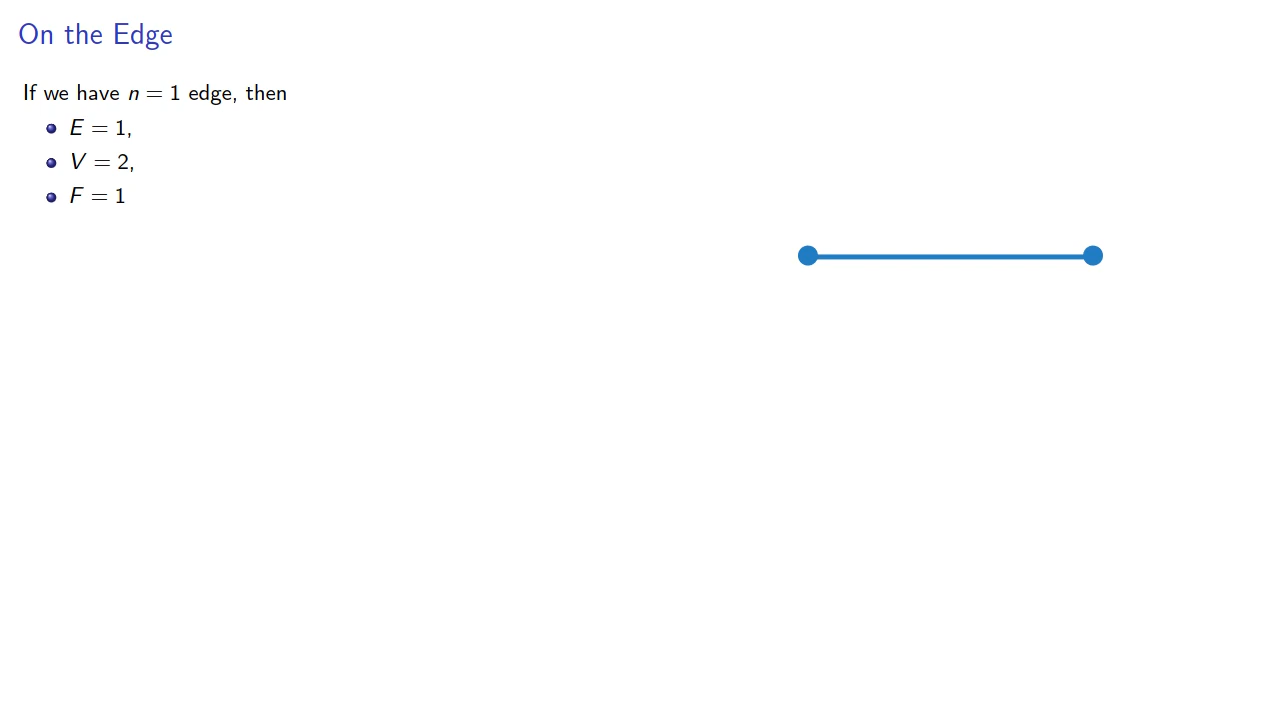 On the Edge
If we have n = 1 edge, then
E = 1,
V = 2,
F = 1